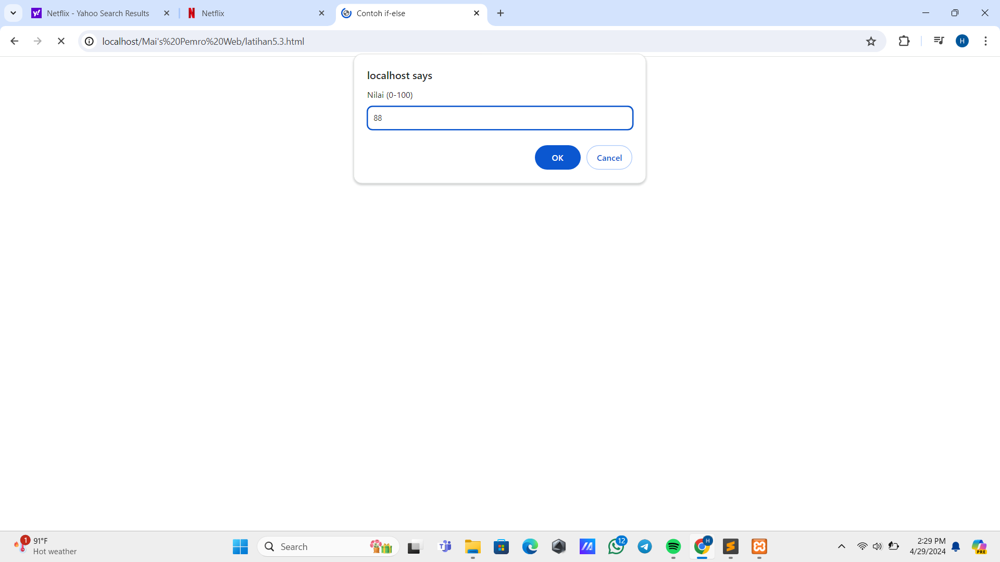 Netflix - Yahoo Search Results
Netflix
Contoh if-else
localhost/Mai's%20Pemro%20Web/latihan5.3.html
H
localhost says
Nilai (0-100)
88
OK
Cancel
1
91°F
Hot weather
Search
12
H
2:29 PM
4/29/2024
PRE